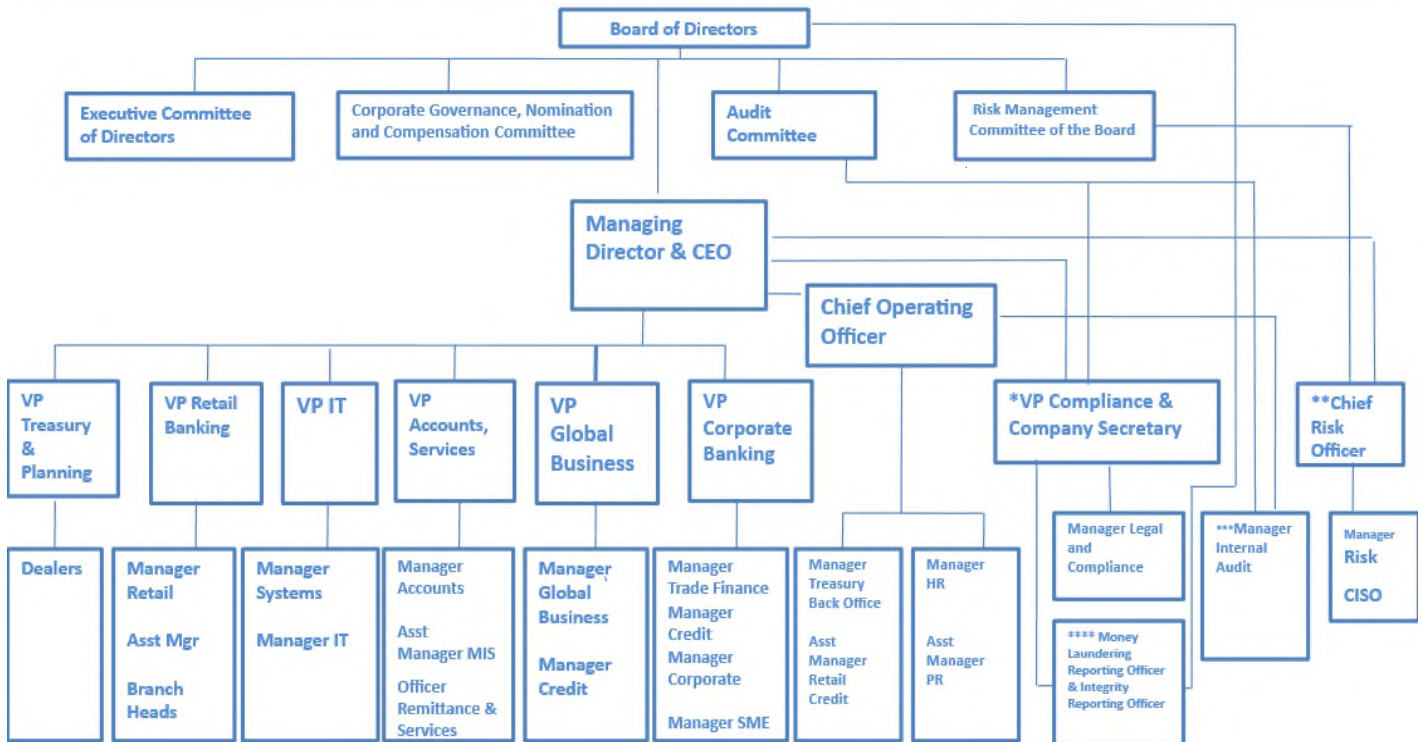 Board of Directors
Executive Committee
of Directors
Corporate Governance, Nomination
and Compensation Committee
Audit
Committee
Risk Management
Committee of the Board
Managing
Director & CEO
Chief Operating
Officer
VP
Treasury
&
Planning
VP Retail
Banking
VP IT
VP
Accounts,
Services
VP
Global
Business
VP
Corporate
Banking
*VP Compliance &
Company Secretary
**Chief
Risk
Officer
Dealers
Manager
Retail
Asst Mgr
Branch
Heads
Manager
Systems
Manager IT
Manager
Accounts
Asst
Manager MIS
Officer
Remittance &
Services
Manager
Global
Business
Manager
Credit
Manager
Trade Finance
Manager
Credit
Manager
Corporate
Manager SME
Manager
Treasury
Back Office
Asst
Manager
Retail
Credit
Manager
HR
Asst
Manager
PR
Manager Legal
and
Compliance
**** Money
Laundering
Reporting Officer
& Integrity
Reporting Officer
***Manager
Internal
Audit
Manager
Risk
CISO